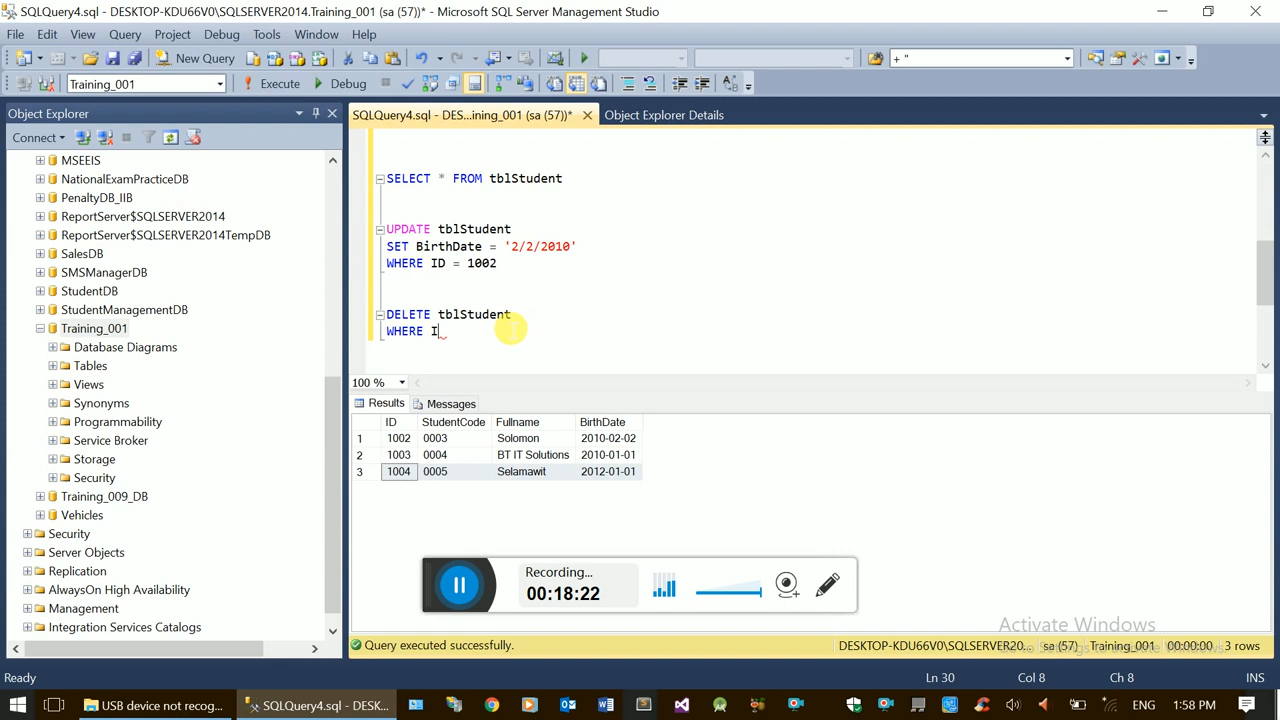 SQLQuery4.sql - DESKTOP-KDU66V0\SQLSERVER2014.Training_001 (sa (57))* - Microsoft SQL Server Management Studio
File Edit View Query Project Debug Tools Window Help
New Query + "
Training_001 Execute Debug
Object Explorer
Connect
MSEEIS
NationalExamPracticeDB
PenaltyDB_IIB
ReportServer$SQLSERVER2014
ReportServer$SQLSERVER2014TempDB
SalesDB
SMSManagerDB
StudentDB
StudentManagementDB
Training_001
Database Diagrams
Tables
Views
Synonyms
Programmability
Service Broker
Storage
Security
Training_009_DB
Vehicles
Security
Server Objects
Replication
AlwaysOn High Availability
Management
Integration Services Catalogs
SQLQuery4.sql - DES...ining_001 (sa (57))* Object Explorer Details
SELECT * FROM tblStudent
UPDATE tblStudent
SET BirthDate = '2/2/2010'
WHERE ID = 1002
DELETE tblStudent
WHERE I
100 %
Results Messages
ID StudentCode Fullname BirthDate
1 1002 0003 Solomon 2010-02-02
2 1003 0004 BT IT Solutions 2010-01-01
3 1004 0005 Selamawit 2012-01-01
Recording...
00:18:22
Activate Windows
Query executed successfully. DESKTOP-KDU66V0\SQLSERVER20... sa (57) Training_001 00:00:00 3 rows
Ready Ln 30 Col 8 Ch 8 INS
USB device not recog... SQLQuery4.sql - DESK... ENG 1:58 PM